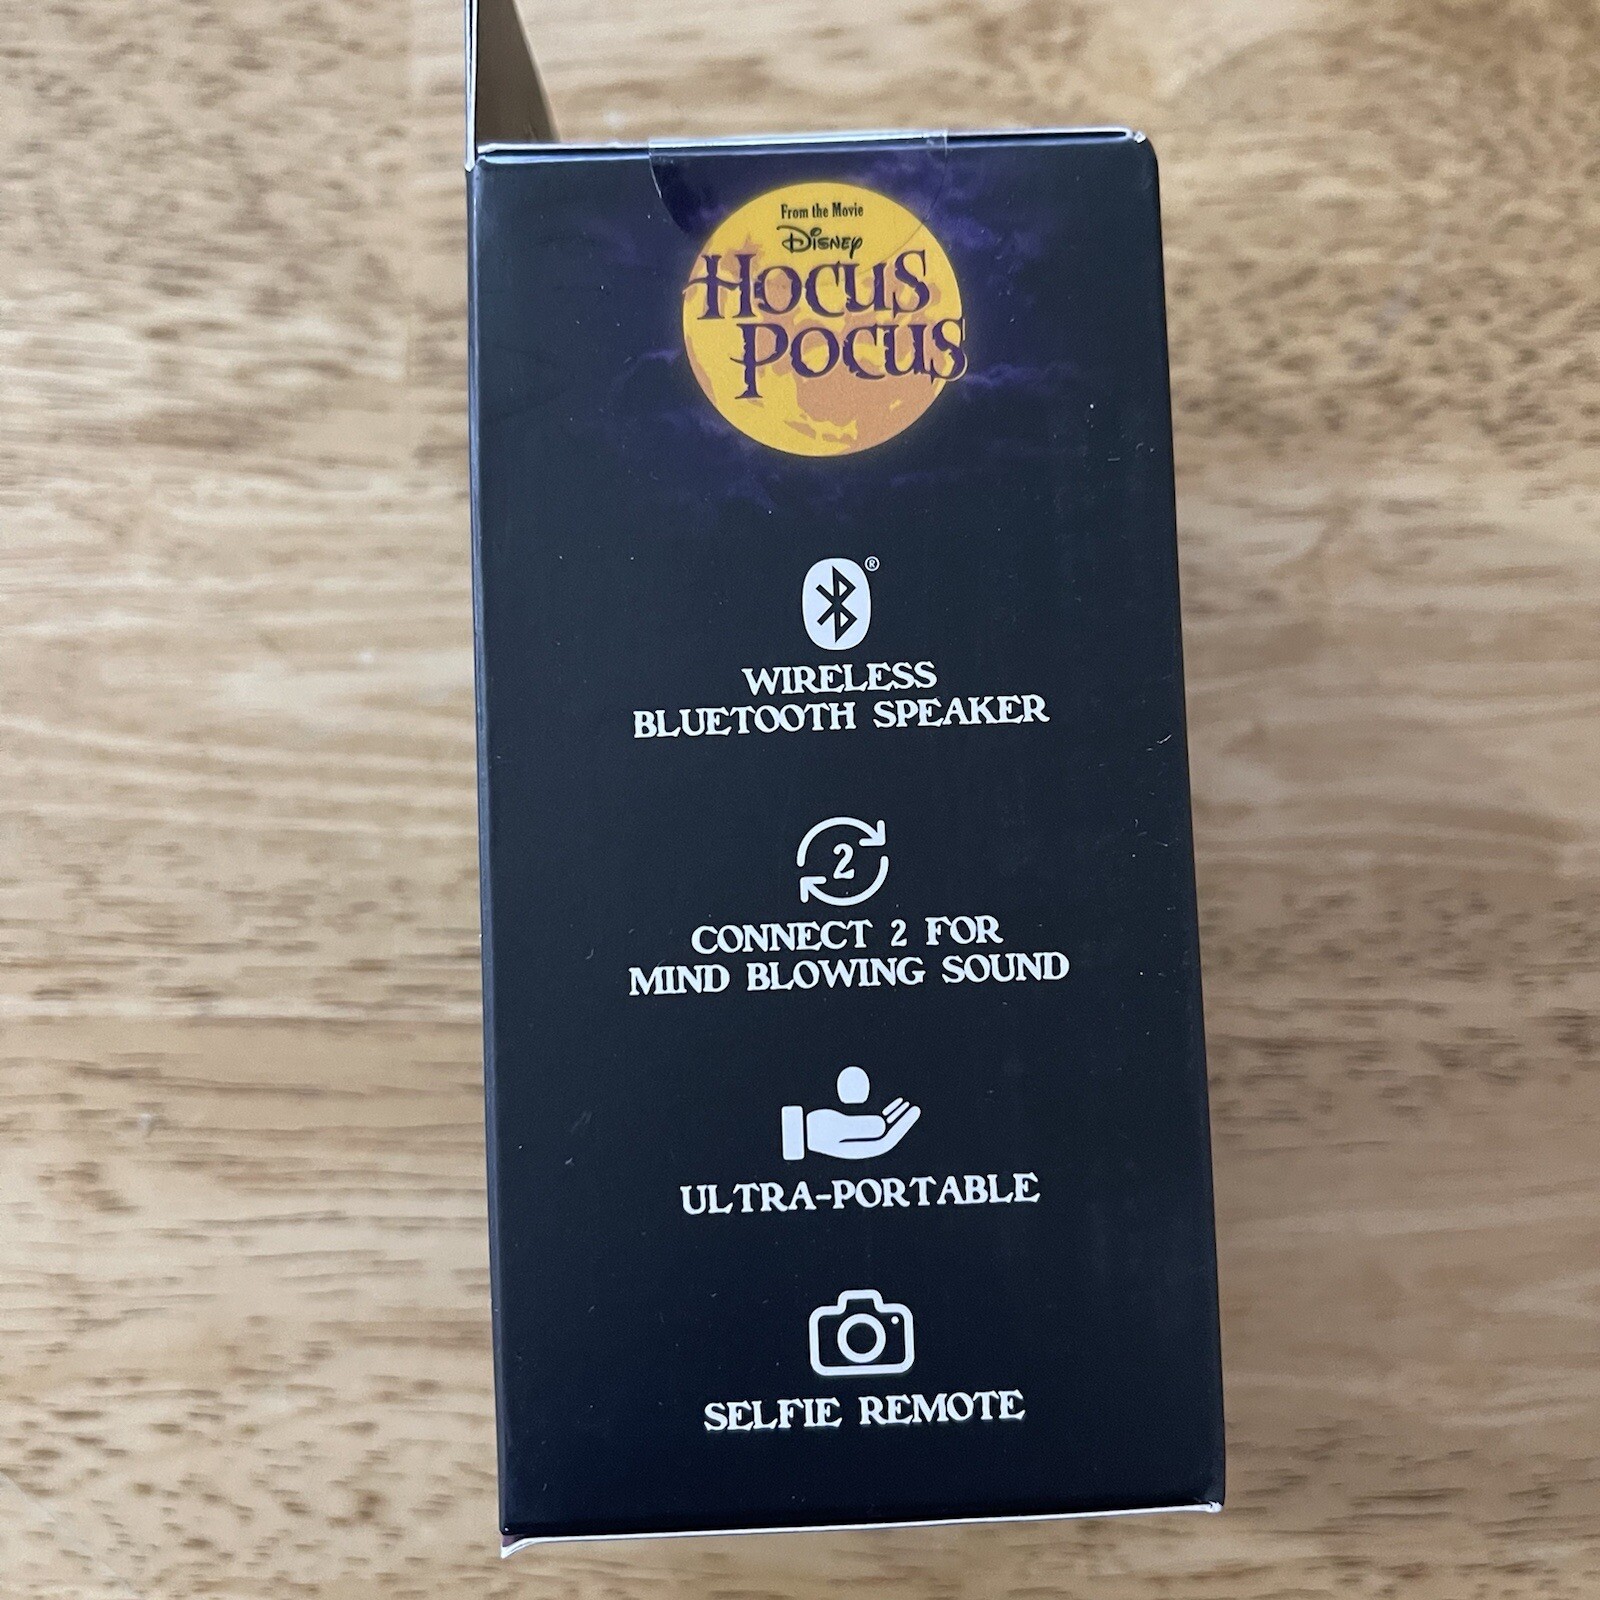 From the Movie
Disney
Hocus
Pocus
®
WIRELESS
BLUETOOTH SPEAKER
2
CONNECT 2 FOR
MIND BLOWING SOUND
ULTRA-PORTABLE
SELFIE REMOTE